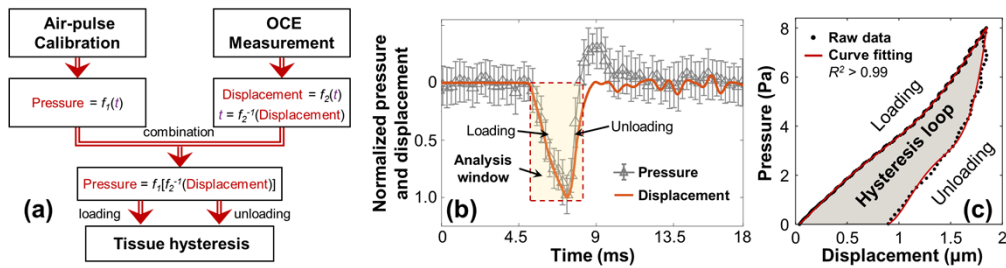 Air-pulse
Calibration
OCE
Measurement
Pressure = f₁(t)
Displacement = f₂(t)
t = f₂⁻¹(Displacement)
combination
Pressure = f₁[f₂⁻¹(Displacement)]
(a)
loading
unloading
Tissue hysteresis
Normalized pressure
and displacement
0
0.5
1.0
Loading
Unloading
Analysis
window
Pressure
Displacement
(b)
0
4.5
9
13.5
18
Time (ms)
Pressure (Pa)
8
6
4
2
0
Raw data
Curve fitting
R² > 0.99
Loading
Hysteresis loop
Unloading
(c)
0
0.5
1
1.5
2
Displacement (μm)